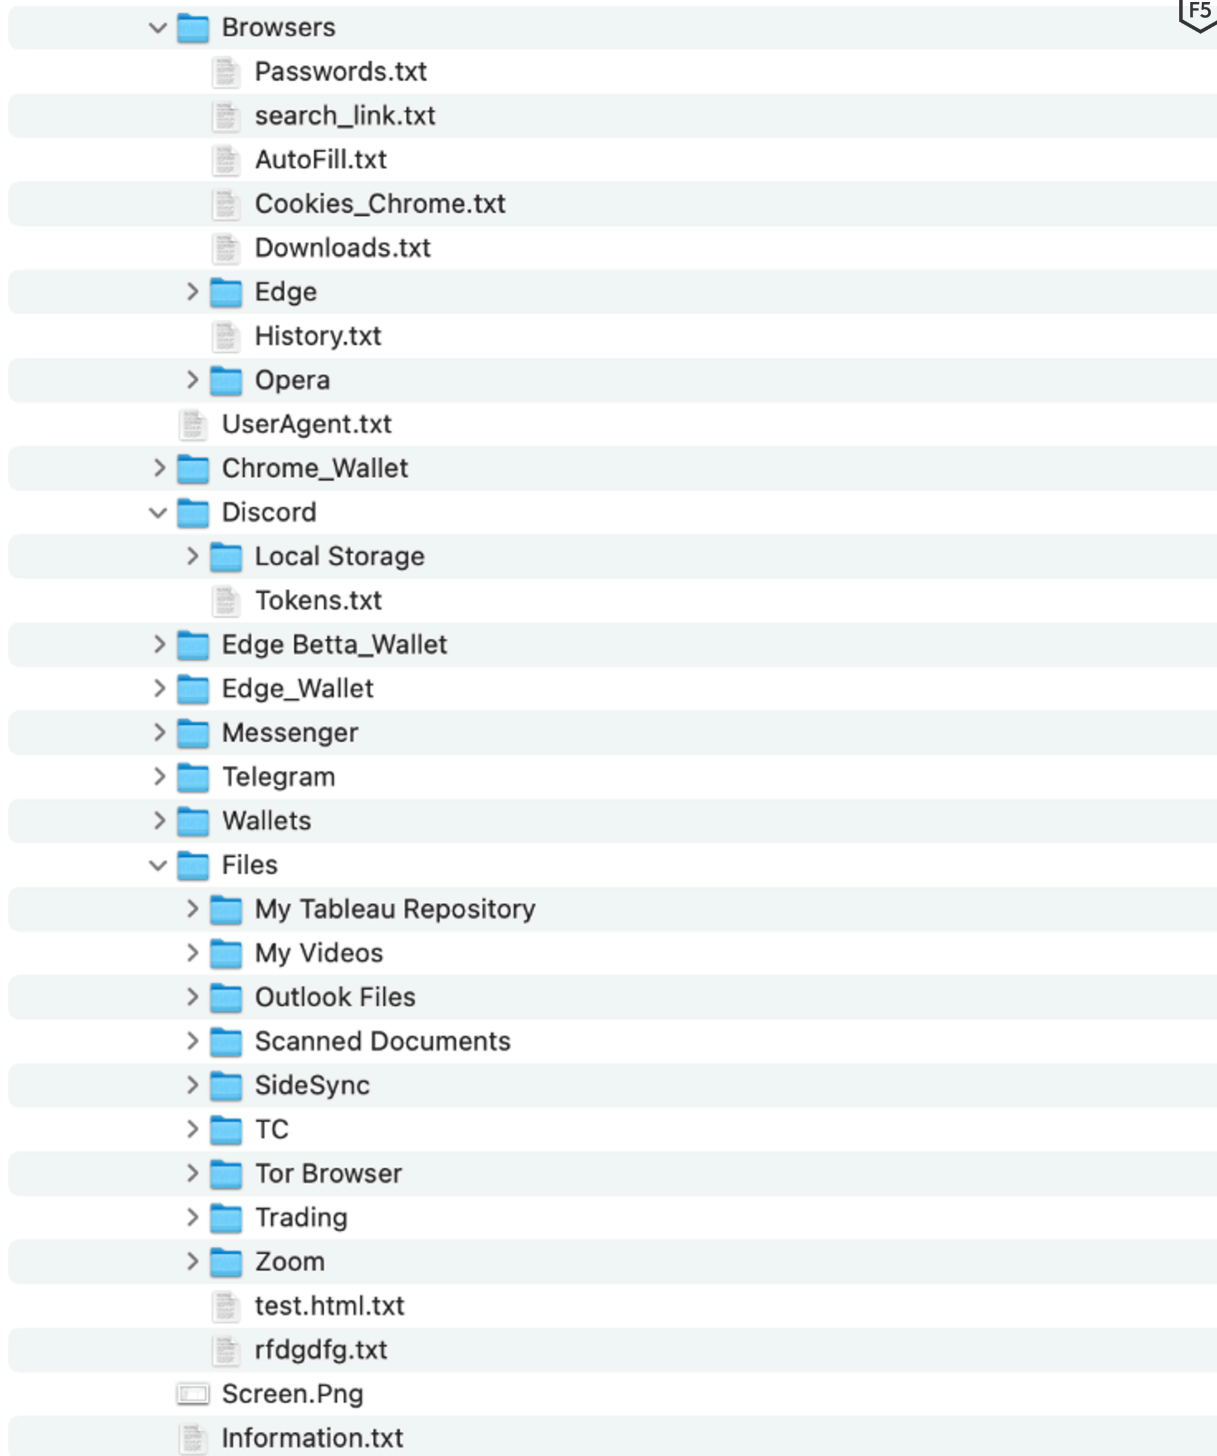 F5
Browsers
Passwords.txt
search_link.txt
AutoFill.txt
Cookies_Chrome.txt
Downloads.txt
Edge
History.txt
Opera
UserAgent.txt
Chrome_Wallet
Discord
Local Storage
Tokens.txt
Edge Betta_Wallet
Edge_Wallet
Messenger
Telegram
Wallets
Files
My Tableau Repository
My Videos
Outlook Files
Scanned Documents
SideSync
TC
Tor Browser
Trading
Zoom
test.html.txt
rfdgdfg.txt
Screen.Png
Information.txt